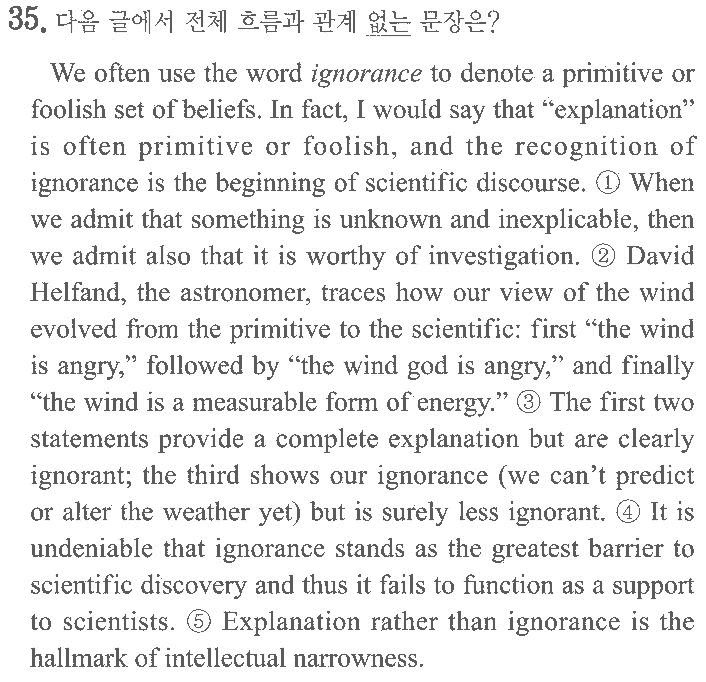 35. 다음 글에서 전체 흐름과 관계 없는 문장은?
We often use the word ignorance to denote a primitive or
foolish set of beliefs. In fact, I would say that “explanation”
is often primitive or foolish, and the recognition of
ignorance is the beginning of scientific discourse. ① When
we admit that something is unknown and inexplicable, then
we admit also that it is worthy of investigation. ② David
Helfand, the astronomer, traces how our view of the wind
evolved from the primitive to the scientific: first “the wind
is angry,” followed by “the wind god is angry,” and finally
“the wind is a measurable form of energy.” ③ The first two
statements provide a complete explanation but are clearly
ignorant; the third shows our ignorance (we can’t predict
or alter the weather yet) but is surely less ignorant. ④ It is
undeniable that ignorance stands as the greatest barrier to
scientific discovery and thus it fails to function as a support
to scientists. ⑤ Explanation rather than ignorance is the
hallmark of intellectual narrowness.